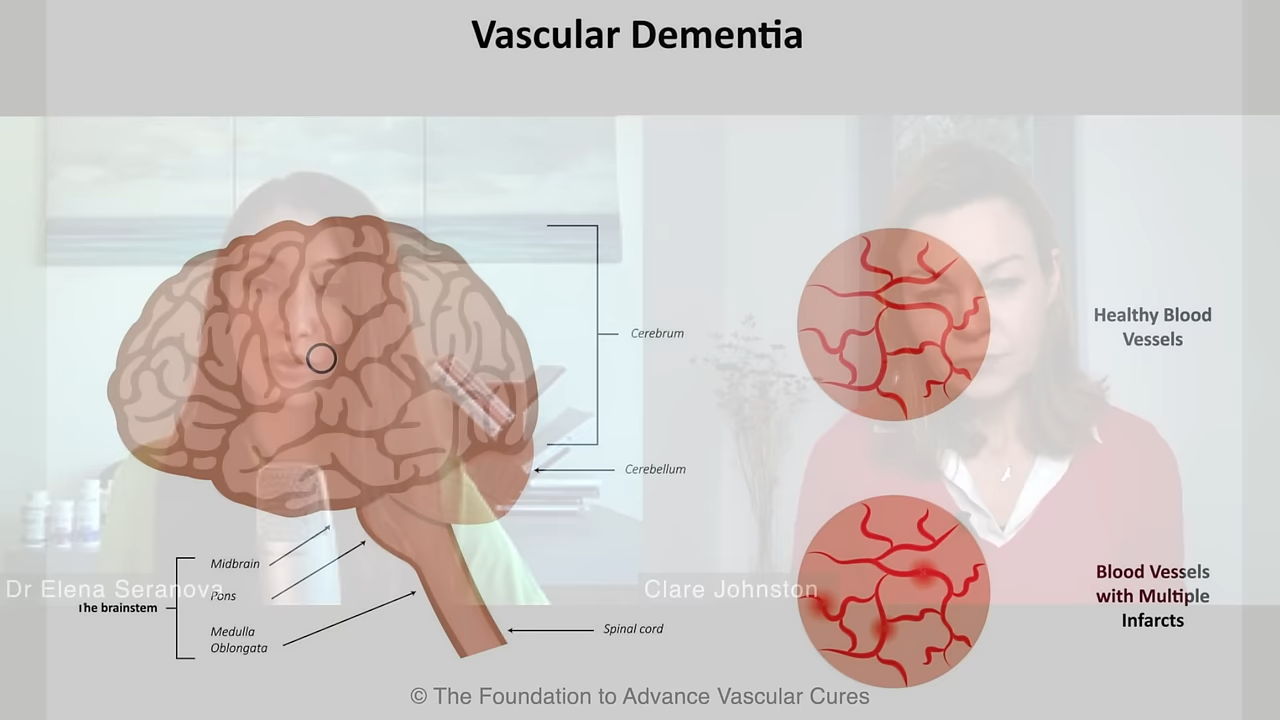 Vascular Dementia
Cerebrum
Healthy Blood
Vessels
Cerebellum
Midbrain
Pons
Medulla
Oblongata
The brainstem
Spinal cord
Blood Vessels
with Multiple
Infarcts
Dr Elena Seranova
Clare Johnston
© The Foundation to Advance Vascular Cures